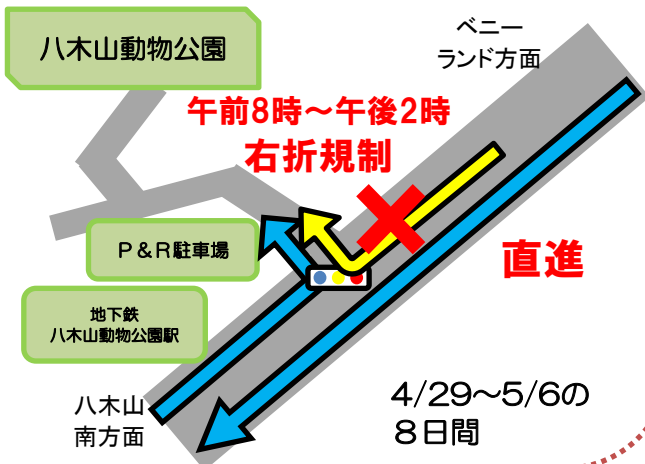 八木山動物公園
ベニー
ランド方面
午前8時～午後2時
右折規制
P＆R駐車場
直進
地下鉄
八木山動物公園駅
八木山
南方面
4/29～5/6の
8日間